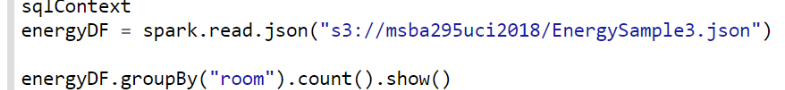 sqlContext
energyDF = spark.read.json("s3://msba295uci2018/EnergySample3.json")
energyDF.groupBy("room").count().show()